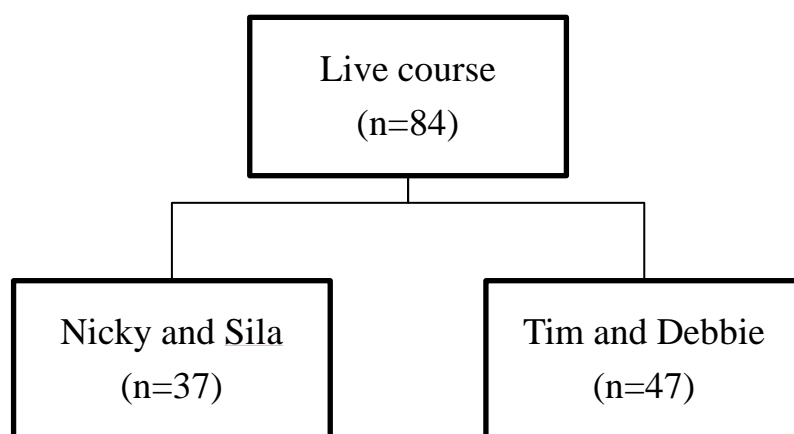 Live course
(n=84)
Nicky and Sila
(n=37)
Tim and Debbie
(n=47)